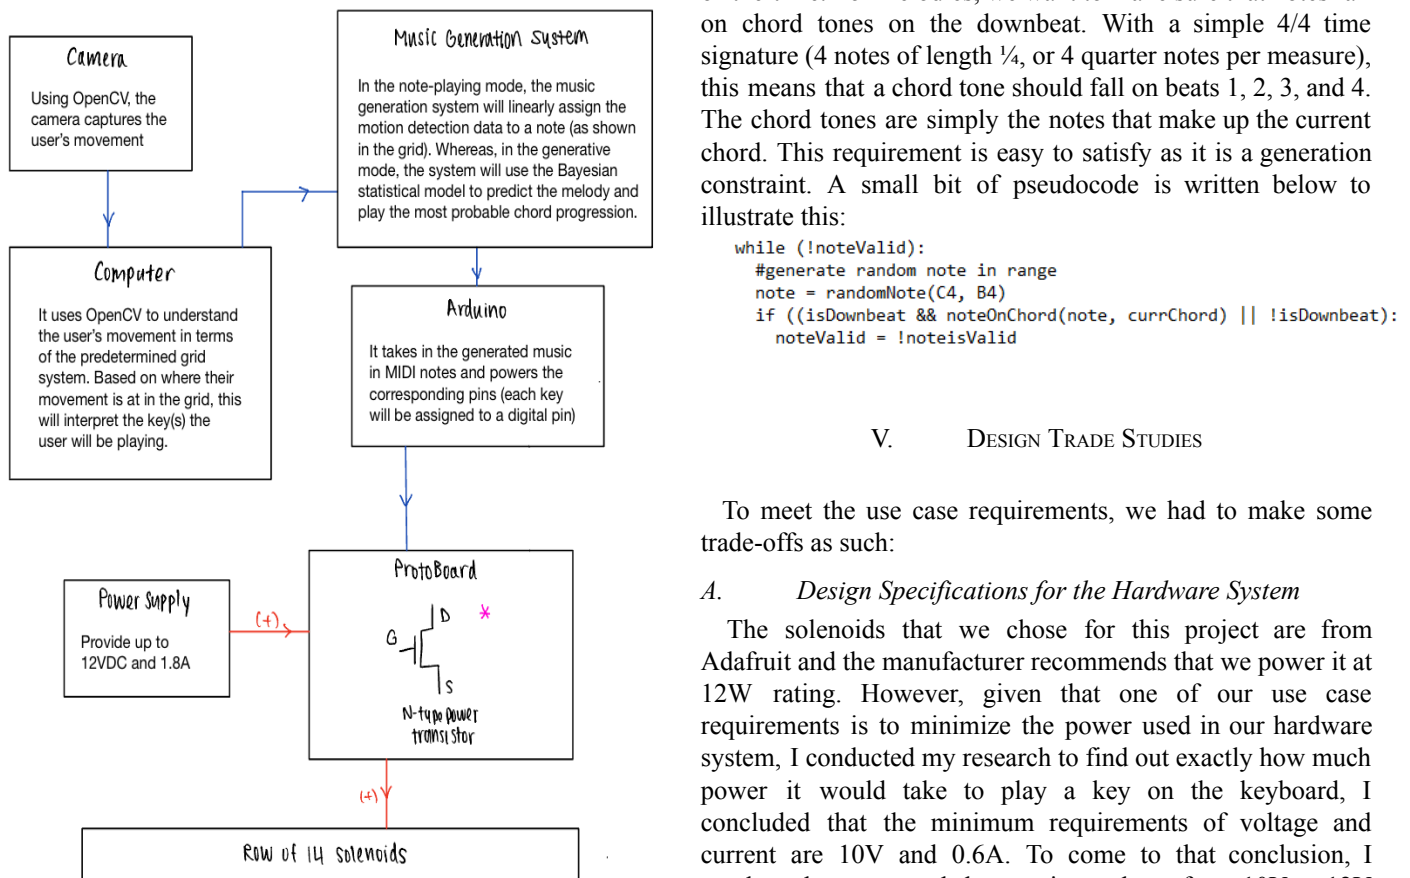 Camera
Using OpenCV, the
camera captures the
user's movement
Music Generation System
In the note-playing mode, the music
generation system will linearly assign the
motion detection data to a note (as shown
in the grid). Whereas, in the generative
mode, the system will use the Bayesian
statistical model to predict the melody and
play the most probable chord progression.
Computer
It uses OpenCV to understand
the user's movement in terms
of the predetermined grid
system. Based on where their
movement is at in the grid, this
will interpret the key(s) the
user will be playing.
Arduino
It takes in the generated music
in MIDI notes and powers the
corresponding pins (each key
will be assigned to a digital pin)
Power Supply
Provide up to
12VDC and 1.8A
(+)
ProtoBoard
D
*
G
S
N-type power
transistor
(+)
Row of 14 solenoids
on chord tones on the downbeat. With a simple 4/4 time
signature (4 notes of length ¼, or 4 quarter notes per measure),
this means that a chord tone should fall on beats 1, 2, 3, and 4.
The chord tones are simply the notes that make up the current
chord. This requirement is easy to satisfy as it is a generation
constraint. A small bit of pseudocode is written below to
illustrate this:
while (!noteValid):
#generate random note in range
note = randomNote(C4, B4)
if ((isDownbeat && noteOnChord(note, currChord) || !isDownbeat):
noteValid = !noteisValid
V. Design Trade Studies
To meet the use case requirements, we had to make some
trade-offs as such:
A. Design Specifications for the Hardware System
The solenoids that we chose for this project are from
Adafruit and the manufacturer recommends that we power it at
12W rating. However, given that one of our use case
requirements is to minimize the power used in our hardware
system, I conducted my research to find out exactly how much
power it would take to play a key on the keyboard, I
concluded that the minimum requirements of voltage and
current are 10V and 0.6A. To come to that conclusion, I